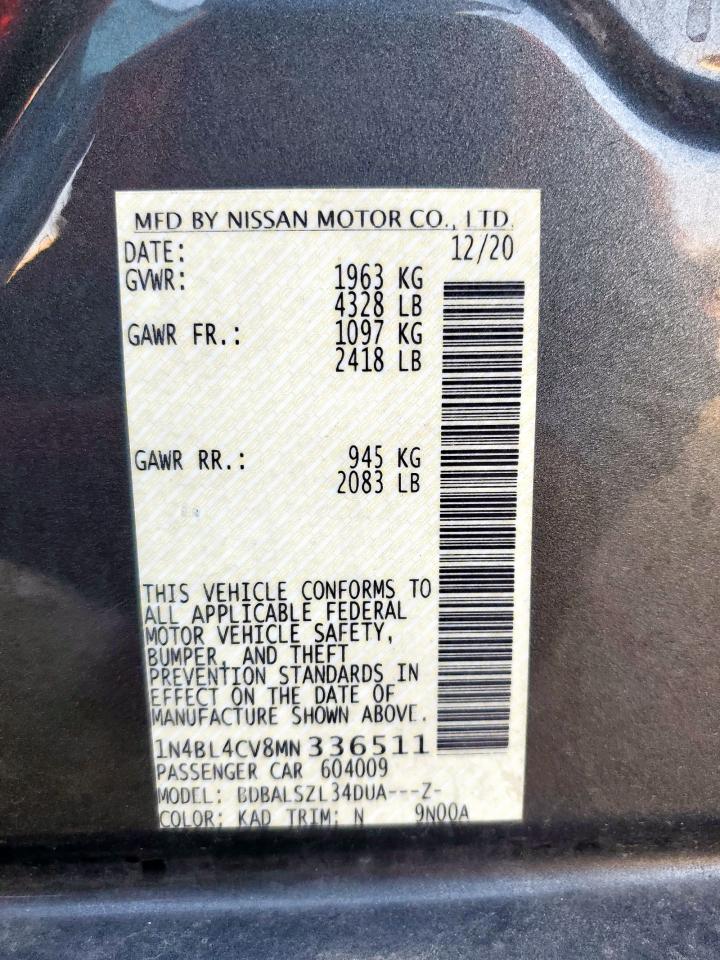 MFD BY NISSAN MOTOR CO., LTD.
DATE: 12/20
GVWR: 1963 KG
4328 LB
GAWR FR.: 1097 KG
2418 LB
GAWR RR.: 945 KG
2083 LB
THIS VEHICLE CONFORMS TO
ALL APPLICABLE FEDERAL
MOTOR VEHICLE SAFETY,
BUMPER, AND THEFT
PREVENTION STANDARDS IN
EFFECT ON THE DATE OF
MANUFACTURE SHOWN ABOVE.
1N4BL4CV8MN 336511
PASSENGER CAR 604009
MODEL: BDBALSZL34DUA---Z-
COLOR: KAD TRIM: N 9N00A